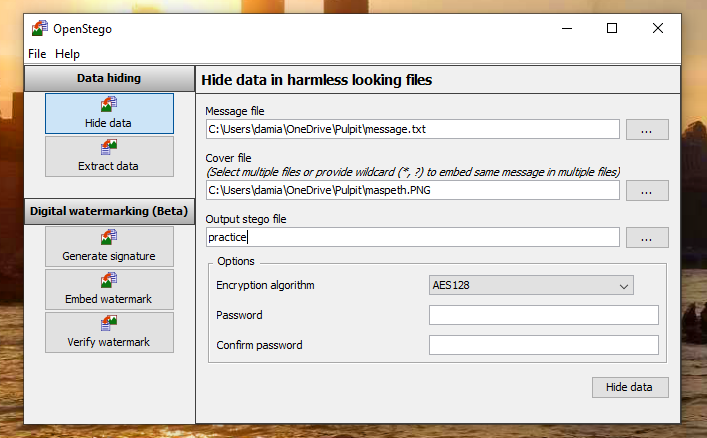 OpenStego
File Help
Data hiding
Hide data
Extract data
Digital watermarking (Beta)
Generate signature
Embed watermark
Verify watermark
Hide data in harmless looking files
Message file
C:\Users\damia\OneDrive\Pulpit\message.txt
...
Cover file
(Select multiple files or provide wildcard (*, ?) to embed same message in multiple files)
C:\Users\damia\OneDrive\Pulpit\maspeth.PNG
...
Output stego file
practice
...
Options
Encryption algorithm
AES128
Password
Confirm password
Hide data